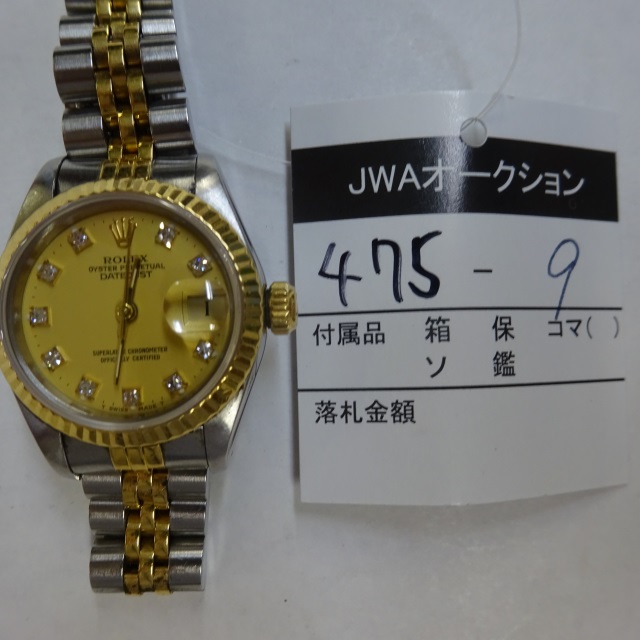 ROLEX
OYSTER PERPETUAL
DATEJUST
SUPERLATIVE CHRONOMETER
OFFICIALLY CERTIFIED
JWAオークション
475 - 9
付属品 箱 保 コマ( )
ソ 鑑
落札金額